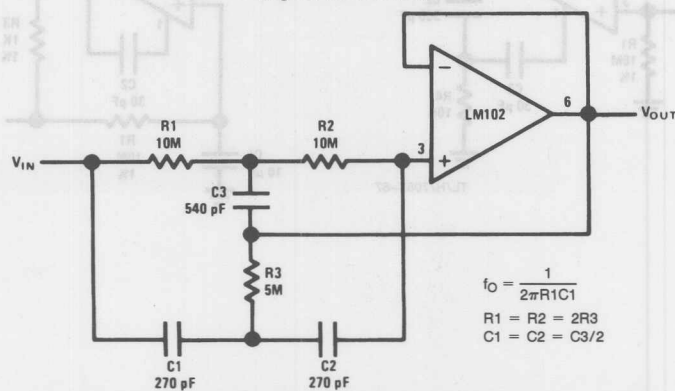 R1
10M
R2
10M
VIN
3
LM102
6
VOUT
C3
540 pF
R3
5M
C1
270 pF
C2
270 pF
fO = 1/2πR1C1
R1 = R2 = 2R3
C1 = C2 = C3/2